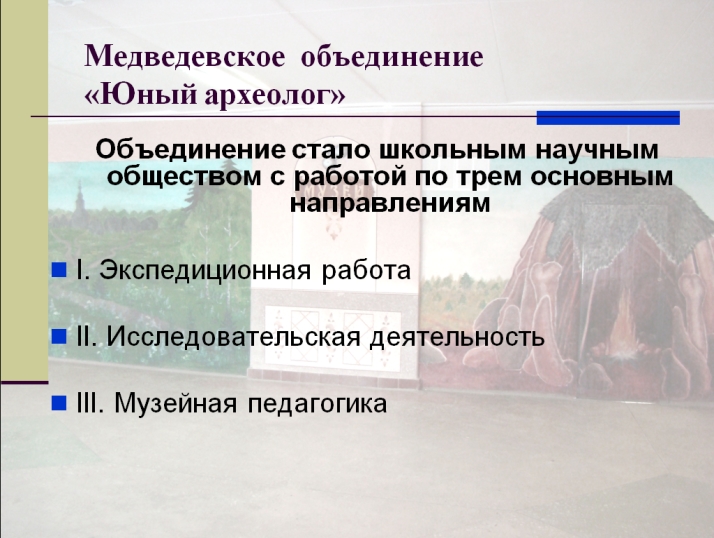 Медведевское объединение
«Юный археолог»
Объединение стало школьным научным
обществом с работой по трем основным
направлениям
МУЗЕЙ
I. Экспедиционная работа
II. Исследовательская деятельность
III. Музейная педагогика